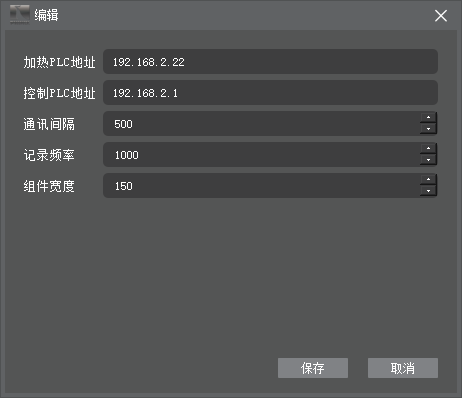 编辑
加热PLC地址 192.168.2.22
控制PLC地址 192.168.2.1
通讯间隔 500
记录频率 1000
组件宽度 150
保存 取消